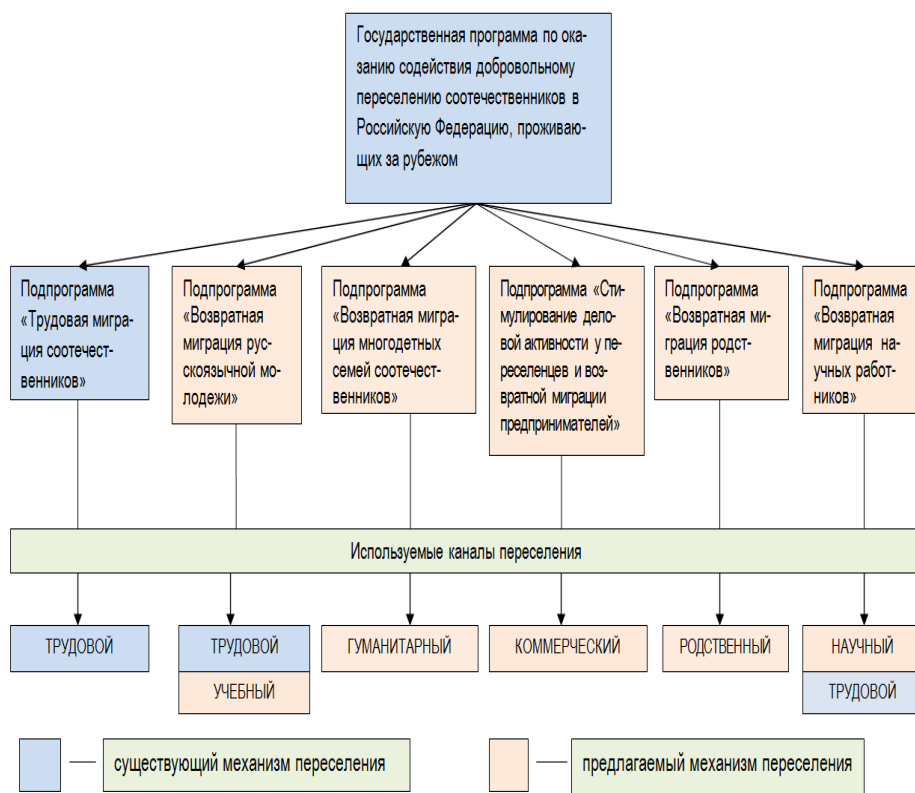 Государственная программа по ока-
занию содействия добровольному
переселению соотечественников в
Российскую Федерацию, проживаю-
щих за рубежом
Подпрограмма
«Трудовая мигра-
ция соотечест-
венников»
Подпрограмма
«Возвратная
миграция рус-
скоязычной мо-
лодежи»
Подпрограмма
«Возвратная мигра-
ция многодетных
семей соотечест-
венников»
Подпрограмма «Сти-
мулирование дело-
вой активности у пе-
реселенцев и воз-
вратной миграции
предпринимателей»
Подпрограмма
«Возвратная ми-
грация родст-
венников»
Подпрограмма
«Возвратная
миграция на-
учных работ-
ников»
Используемые каналы переселения
ТРУДОВОЙ
ТРУДОВОЙ
УЧЕБНЫЙ
ГУМАНИТАРНЫЙ
КОММЕРЧЕСКИЙ
РОДСТВЕННЫЙ
НАУЧНЫЙ
ТРУДОВОЙ
существующий механизм переселения
предлагаемый механизм переселения